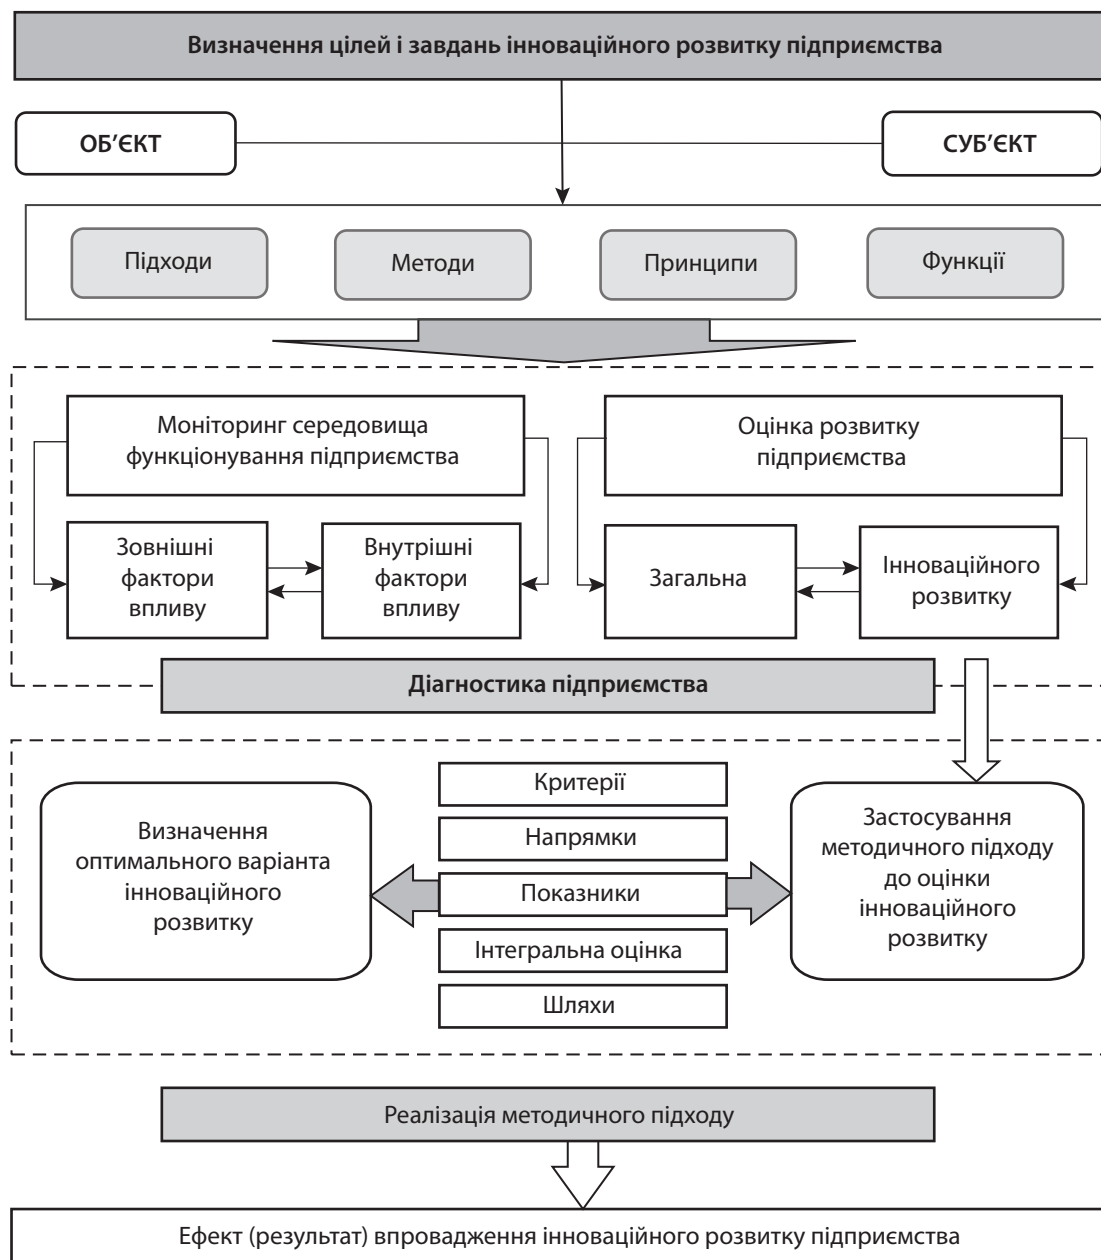 Визначення цілей і завдань інноваційного розвитку підприємства
ОБ’ЄКТ
СУБ’ЄКТ
Підходи
Методи
Принципи
Функції
Моніторинг середовища
функціонування підприємства
Оцінка розвитку
підприємства
Зовнішні
фактори
впливу
Внутрішні
фактори
впливу
Загальна
Інноваційного
розвитку
Діагностика підприємства
Визначення
оптимального варіанта
інноваційного
розвитку
Критерії
Напрямки
Показники
Інтегральна оцінка
Шляхи
Застосування
методичного підходу
до оцінки
інноваційного
розвитку
Реалізація методичного підходу
Ефект (результат) впровадження інноваційного розвитку підприємства